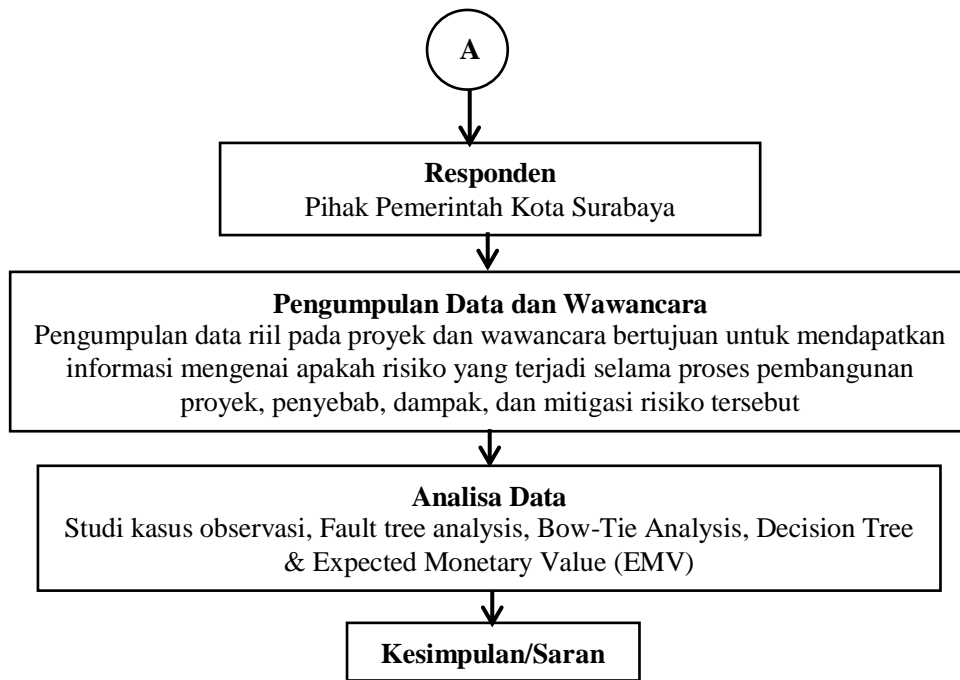 A
Responden
Pihak Pemerintah Kota Surabaya
Pengumpulan Data dan Wawancara
Pengumpulan data riil pada proyek dan wawancara bertujuan untuk mendapatkan
informasi mengenai apakah risiko yang terjadi selama proses pembangunan
proyek, penyebab, dampak, dan mitigasi risiko tersebut
Analisa Data
Studi kasus observasi, Fault tree analysis, Bow-Tie Analysis, Decision Tree
& Expected Monetary Value (EMV)
Kesimpulan/Saran